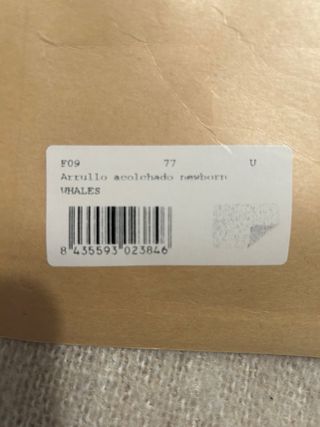 F09 77 U
Arrullo acolchado newborn
WHALES
8 435593 023846